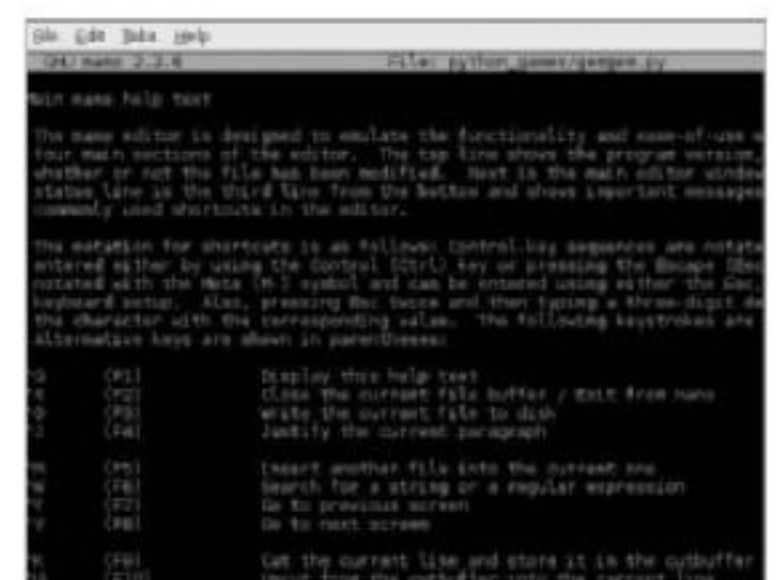 File Edit Tabs Help
GNU nano 2.2.6 File: python_games/gemgem.py
Main nano help text
The nano editor is designed to emulate the functionality and ease-of-use
four main sections of the editor. The top line shows the program version,
whether or not the file has been modified. Next is the main editor window
status line is the third line from the bottom and shows important messages
commonly used shortcuts in the editor.
The notation for shortcuts is as follows: Control-key sequences are notate
entered either by using the Control (Ctrl) key or pressing the Escape (Esc
notated with the Meta (M-) symbol and can be entered using either the Esc,
keyboard setup. Also, pressing Esc twice and then typing a three-digit de
the character with the corresponding value. The following keystrokes are
Alternative keys are shown in parentheses:
^G (F1) Display this help text
^X (F2) Close the current file buffer / Exit from nano
^O (F3) Write the current file to disk
^J (F4) Justify the current paragraph
^R (F5) Insert another file into the current one
^W (F6) Search for a string or a regular expression
^Y (F7) Go to previous screen
^V (F8) Go to next screen
^K (F9) Cut the current line and store it in the cutbuffer
^U (F10) Uncut from the cutbuffer into the current